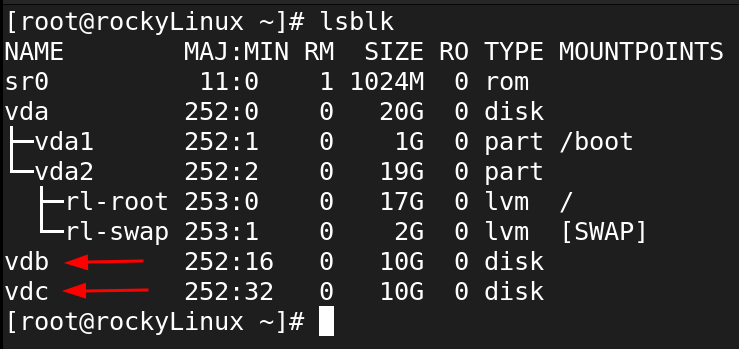 [root@rockyLinux ~]# lsblk
NAME        MAJ:MIN RM  SIZE RO TYPE MOUNTPOINTS
sr0          11:0    1 1024M  0 rom
vda         252:0    0   20G  0 disk
├─vda1      252:1    0    1G  0 part /boot
└─vda2      252:2    0   19G  0 part
  ├─rl-root 253:0    0   17G  0 lvm  /
  └─rl-swap 253:1    0    2G  0 lvm  [SWAP]
vdb         252:16   0   10G  0 disk
vdc         252:32   0   10G  0 disk
[root@rockyLinux ~]#